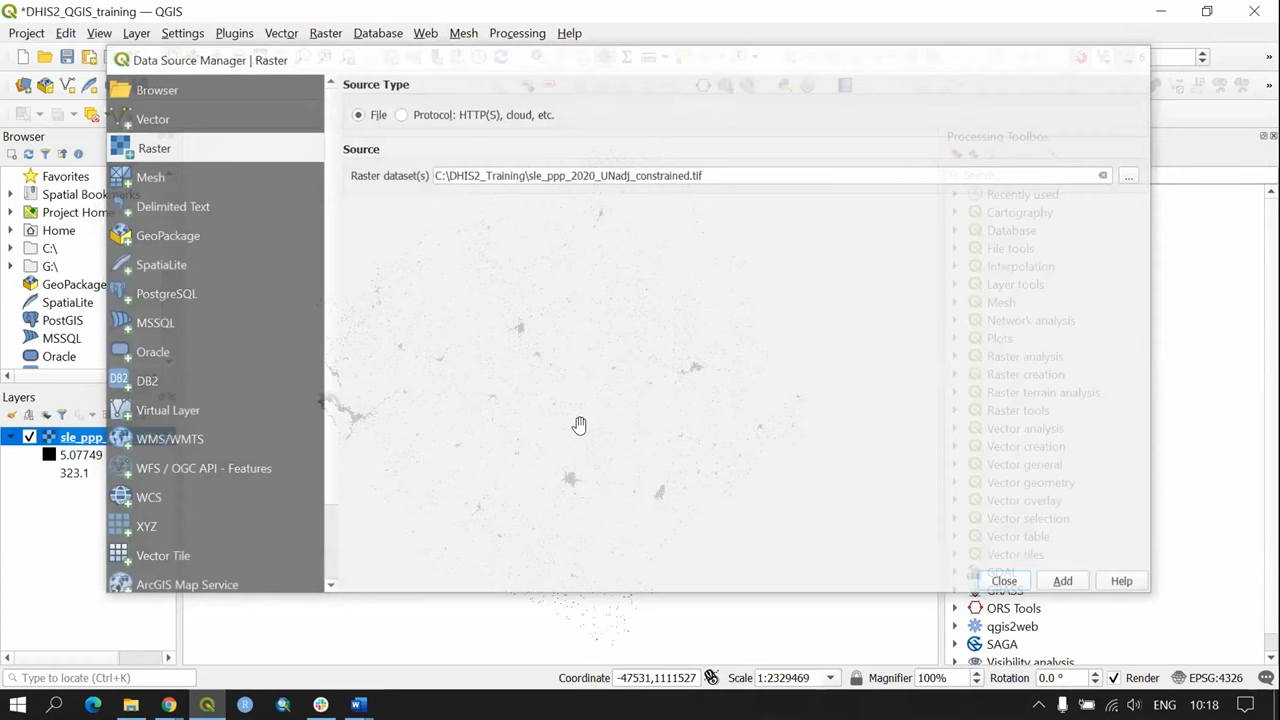 *DHIS2_QGIS_training — QGIS
Project Edit View Layer Settings Plugins Vector Raster Database Web Mesh Processing Help
Data Source Manager | Raster
Browser
Vector
Raster
Mesh
Delimited Text
GeoPackage
SpatiaLite
PostgreSQL
MSSQL
Oracle
DB2
Virtual Layer
WMS/WMTS
WFS / OGC API - Features
WCS
XYZ
Vector Tile
ArcGIS Map Service
Source Type
File
Protocol: HTTP(S), cloud, etc.
Source
Raster dataset(s) C:\DHIS2_Training\sle_ppp_2020_UNadj_constrained.tif
...
Close Add Help
Browser
Favorites
Spatial Bookmarks
Project Home
Home
C:\
G:\
GeoPackage
SpatiaLite
PostGIS
MSSQL
Oracle
Layers
sle_ppp_
5.07749
323.1
Processing Toolbox
Search...
Recently used
Cartography
Database
File tools
Interpolation
Layer tools
Mesh
Network analysis
Plots
Raster analysis
Raster creation
Raster terrain analysis
Raster tools
Vector analysis
Vector creation
Vector general
Vector geometry
Vector overlay
Vector selection
Vector table
Vector tiles
GDAL
GRASS
ORS Tools
qgis2web
SAGA
Visibility analysis
Type to locate (Ctrl+K)
Coordinate -47531,1111527 Scale 1:2329469 Magnifier 100% Rotation 0.0 ° Render EPSG:4326
ENG 10:18